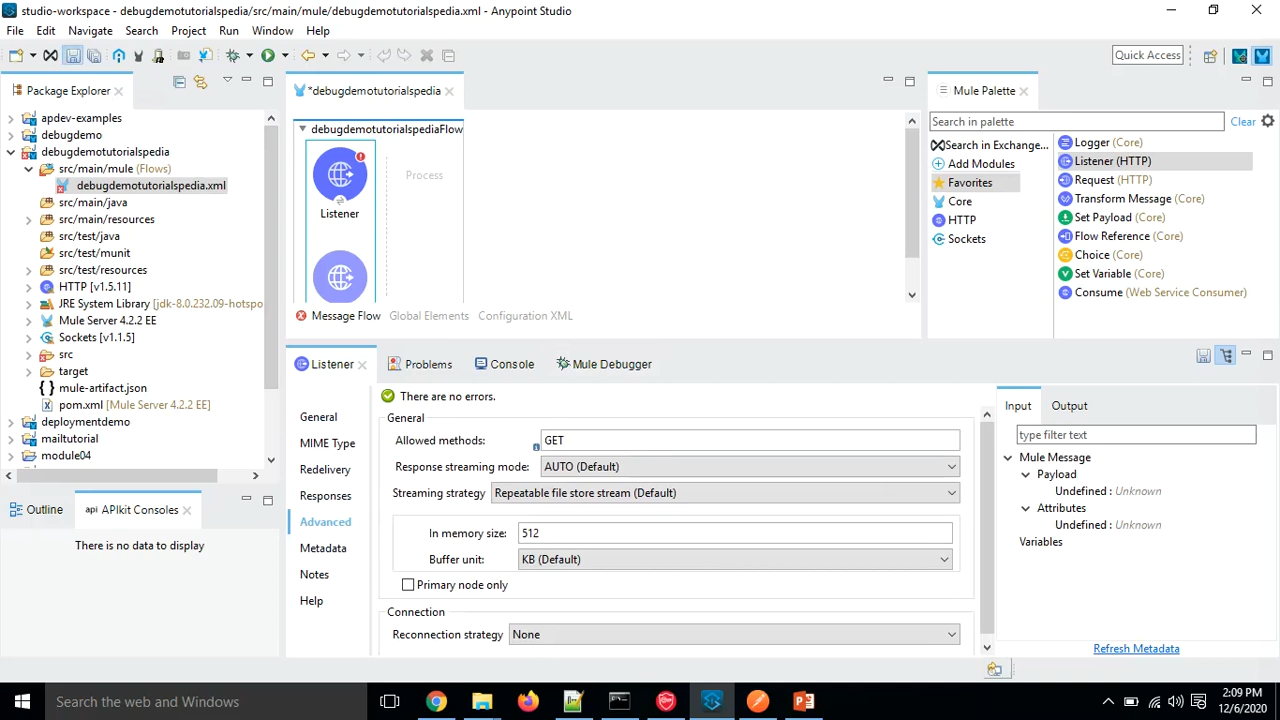 studio-workspace - debugdemotutorialspedia/src/main/mule/debugdemotutorialspedia.xml - Anypoint Studio
File Edit Navigate Search Project Run Window Help
Quick Access
Package Explorer
apdev-examples
debugdemo
debugdemotutorialspedia
src/main/mule (Flows)
debugdemotutorialspedia.xml
src/main/java
src/main/resources
src/test/java
src/test/munit
src/test/resources
HTTP [v1.5.11]
JRE System Library [jdk-8.0.232.09-hotspo
Mule Server 4.2.2 EE
Sockets [v1.1.5]
src
target
mule-artifact.json
pom.xml [Mule Server 4.2.2 EE]
deploymentdemo
mailtutorial
module04
Outline
API APIkit Consoles
There is no data to display
*debugdemotutorialspedia
debugdemotutorialspediaFlow
Process
Listener
Message Flow Global Elements Configuration XML
Mule Palette
Search in palette
Clear
Search in Exchange...
Add Modules
Favorites
Core
HTTP
Sockets
Logger (Core)
Listener (HTTP)
Request (HTTP)
Transform Message (Core)
Set Payload (Core)
Flow Reference (Core)
Choice (Core)
Set Variable (Core)
Consume (Web Service Consumer)
Listener
Problems
Console
Mule Debugger
There are no errors.
General
MIME Type
Redelivery
Responses
Advanced
Metadata
Notes
Help
General
Allowed methods: GET
Response streaming mode: AUTO (Default)
Streaming strategy Repeatable file store stream (Default)
In memory size: 512
Buffer unit: KB (Default)
Primary node only
Connection
Reconnection strategy None
Input Output
type filter text
Mule Message
Payload
Undefined : Unknown
Attributes
Undefined : Unknown
Variables
Refresh Metadata
Search the web and Windows
2:09 PM
12/6/2020